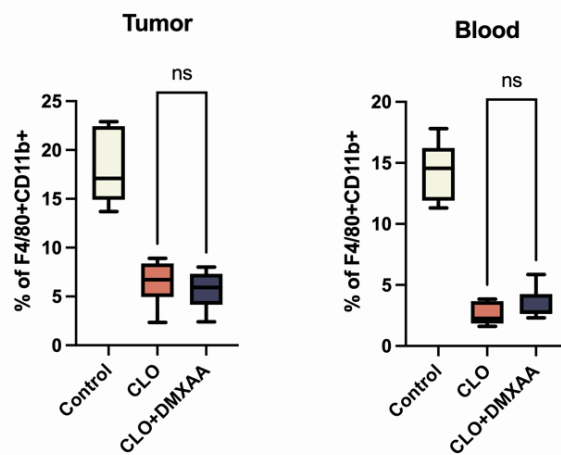 Tumor
ns
% of F4/80+CD11b+
25
20
15
10
5
0
Control
CLO
CLO+DMXAA
Blood
ns
% of F4/80+CD11b+
20
15
10
5
0
Control
CLO
CLO+DMXAA